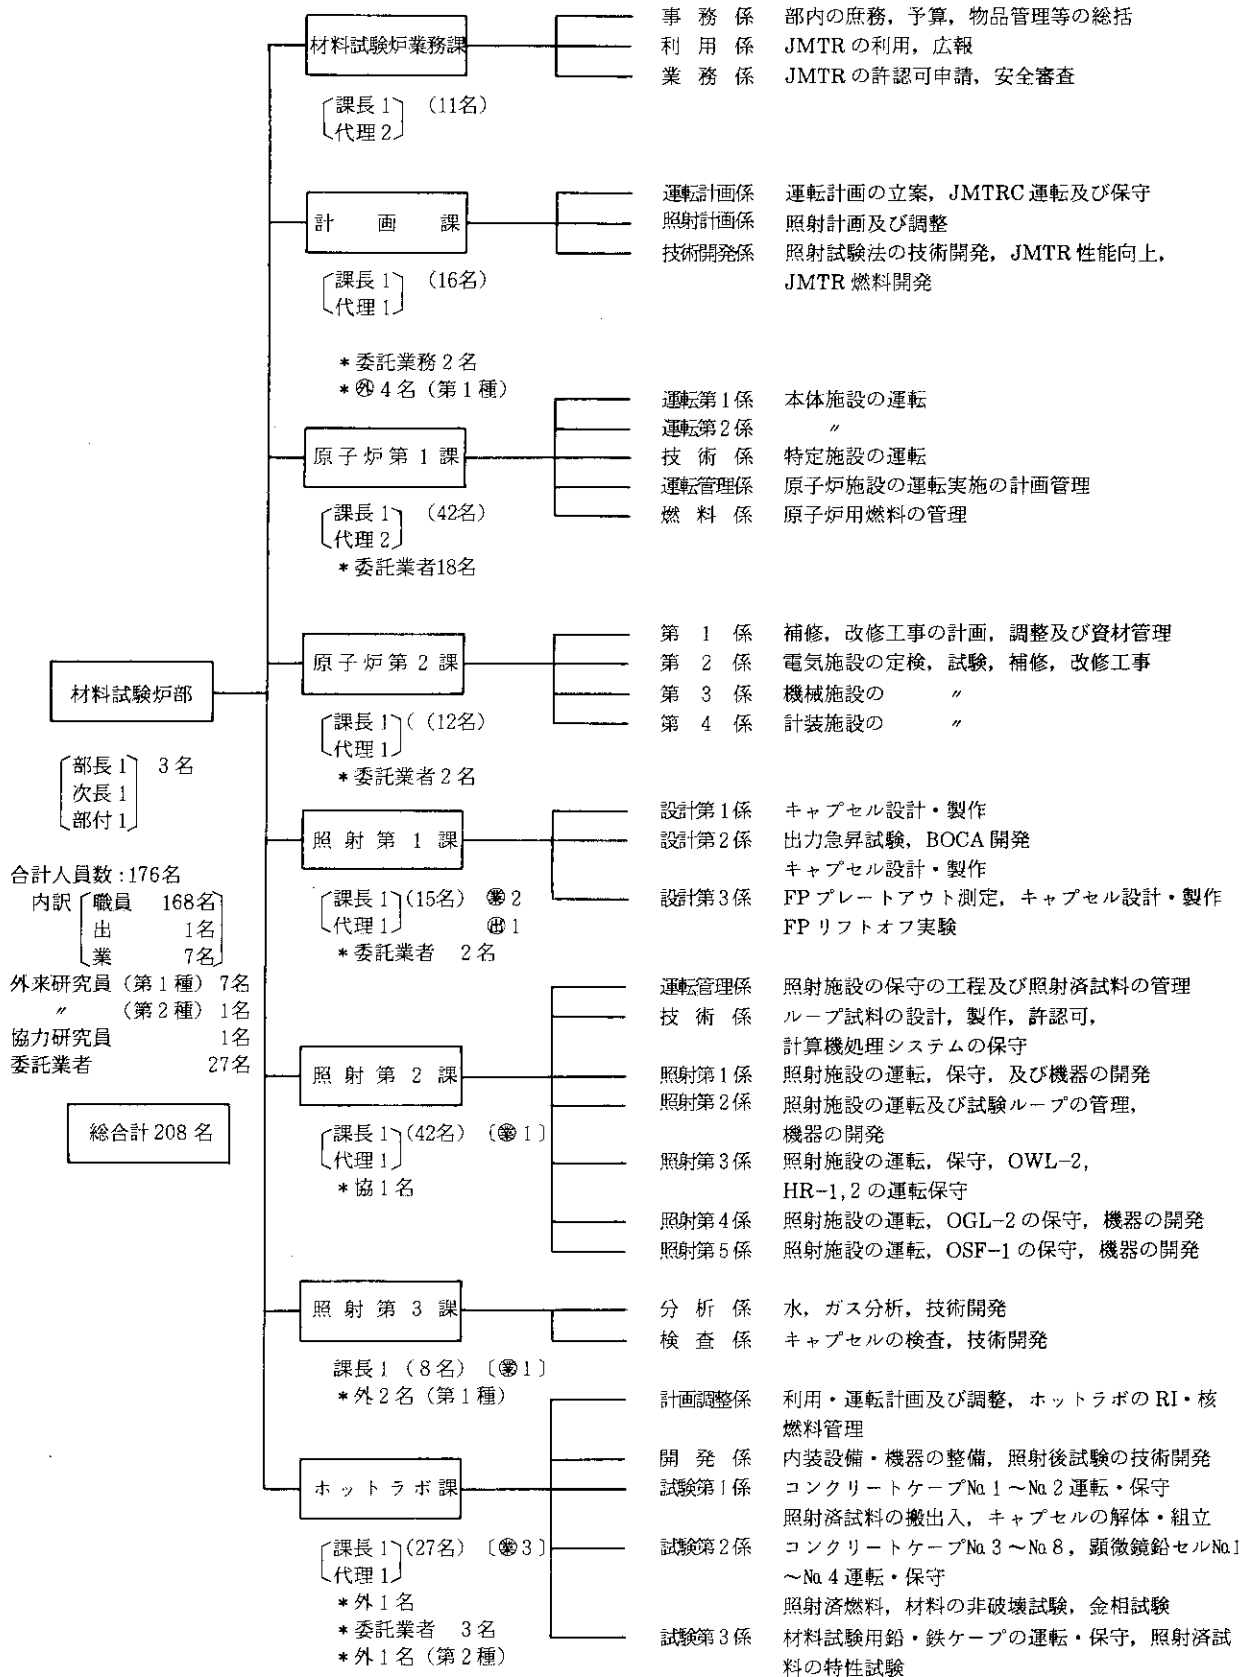 材料試験炉部
〔部長1 次長1 部付1〕 3名
合計人員数:176名
内訳〔職員 168名
出 1名
業 7名〕
外来研究員(第1種) 7名
〃 (第2種) 1名
協力研究員 1名
委託業者 27名
総合計208名
材料試験炉業務課
〔課長1 代理2〕 (11名)
事務係 部内の庶務,予算,物品管理等の総括
利用係 JMTRの利用,広報
業務係 JMTRの許認可申請,安全審査
計画課
〔課長1 代理1〕 (16名)
*委託業務2名
*㊕4名(第1種)
運転計画係 運転計画の立案,JMTRC運転及び保守
照射計画係 照射計画及び調整
技術開発係 照射試験法の技術開発,JMTR性能向上,
JMTR燃料開発
原子炉第1課
〔課長1 代理2〕 (42名)
*委託業者18名
運転第1係 本体施設の運転
運転第2係 〃
技術係 特定施設の運転
運転管理係 原子炉施設の運転実施の計画管理
燃料係 原子炉用燃料の管理
原子炉第2課
〔課長1 代理1〕( (12名)
*委託業者2名
第1係 補修,改修工事の計画,調整及び資材管理
第2係 電気施設の定検,試験,補修,改修工事
第3係 機械施設の 〃
第4係 計装施設の 〃
照射第1課
〔課長1 代理1〕(15名) 業2
出1
*委託業者 2名
設計第1係 キャプセル設計・製作
設計第2係 出力急昇試験,BOCA開発
キャプセル設計・製作
設計第3係 FPプレートアウト測定,キャプセル設計・製作
FPリフトオフ実験
照射第2課
〔課長1 代理1〕(42名) 〔業1〕
*協1名
運転管理係 照射施設の保守の工程及び照射済試料の管理
技術係 ループ試料の設計,製作,許認可,
計算機処理システムの保守
照射第1係 照射施設の運転,保守,及び機器の開発
照射第2係 照射施設の運転及び試験ループの管理,
機器の開発
照射第3係 照射施設の運転,保守,OWL-2,
HR-1,2の運転保守
照射第4係 照射施設の運転,OGL-2の保守,機器の開発
照射第5係 照射施設の運転,OSF-1の保守,機器の開発
照射第3課
課長1 (8名) 〔業1〕
*外2名(第1種)
分析係 水,ガス分析,技術開発
検査係 キャプセルの検査,技術開発
ホットラボ課
〔課長1 代理1〕(27名) 〔業3〕
*外1名
*委託業者 3名
*外1名(第2種)
計画調整係 利用・運転計画及び調整,ホットラボのRI・核
燃料管理
開発係 内装設備・機器の整備,照射後試験の技術開発
試験第1係 コンクリートケーブNo.1~No.2運転・保守
照射済試料の搬出入,キャプセルの解体・組立
試験第2係 コンクリートケーブNo.3~No.8,顕微鏡鉛セルNo.1
~No.4運転・保守
照射済燃料,材料の非破壊試験,金相試験
試験第3係 材料試験用鉛・鉄ケーブの運転・保守,照射済試
料の特性試験